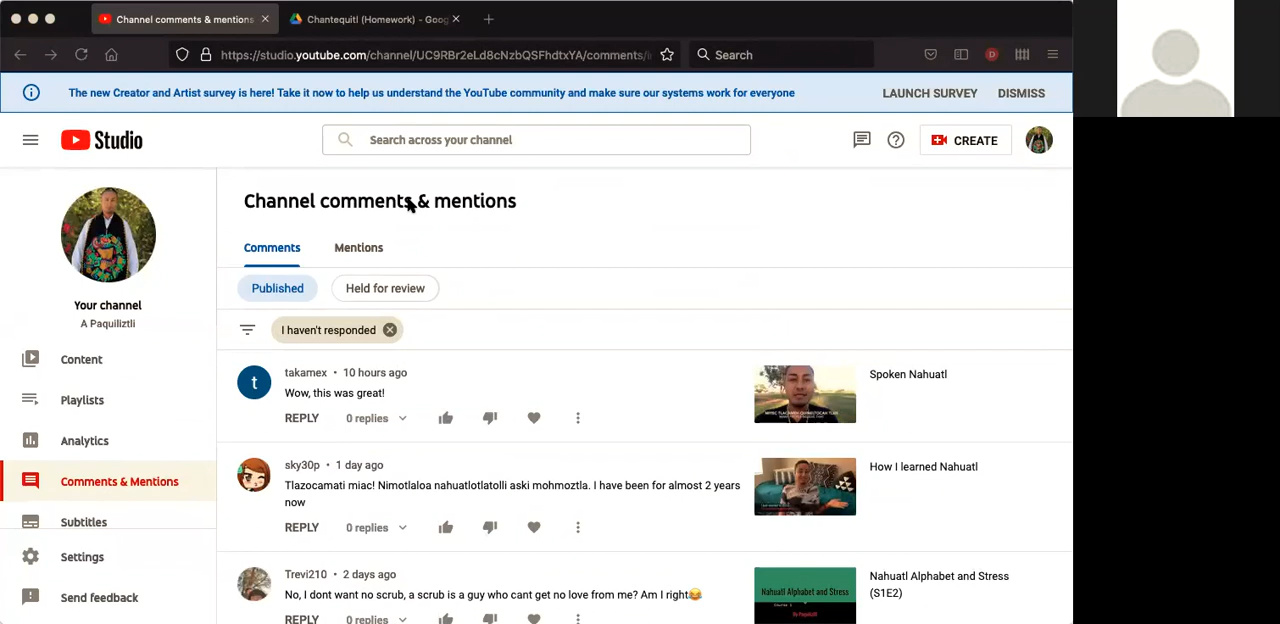 Channel comments & mentions
Chantequitl (Homework) - Goog
https://studio.youtube.com/channel/UC9RBr2eLd8cNzbQSFhdtxYA/comments/i
Search
The new Creator and Artist survey is here! Take it now to help us understand the YouTube community and make sure our systems work for everyone
LAUNCH SURVEY
DISMISS
Studio
Search across your channel
CREATE
Channel comments & mentions
Comments
Mentions
Published
Held for review
I haven't responded
Your channel
A Paquiliztli
Content
Playlists
Analytics
Comments & Mentions
Subtitles
Settings
Send feedback
t
takamex • 10 hours ago
Wow, this was great!
REPLY
0 replies
Spoken Nahuatl
sky30p • 1 day ago
Tlazocamati miac! Nimotlaloa nahuatlotlatolli aski mohmoztla. I have been for almost 2 years
now
REPLY
0 replies
How I learned Nahuatl
Trevi210 • 2 days ago
No, I dont want no scrub, a scrub is a guy who cant get no love from me? Am I right😂
REPLY
0 replies
Nahuatl Alphabet and Stress
Nahuatl Alphabet and Stress
(S1E2)